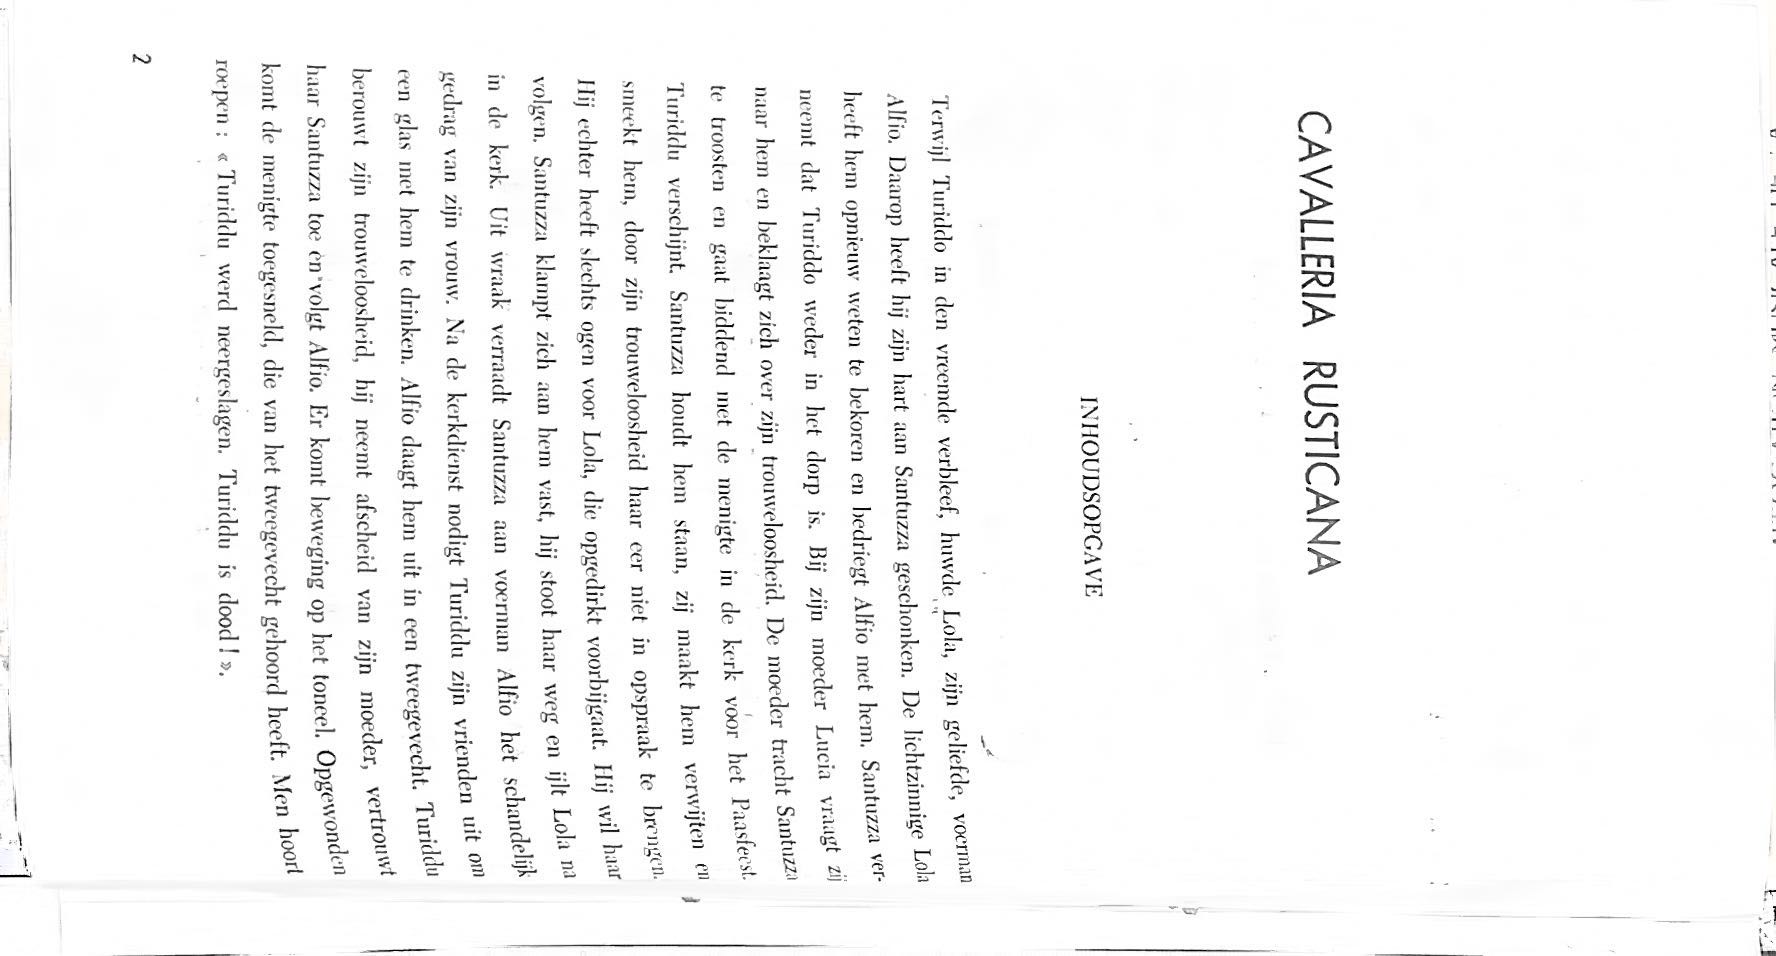 CAVALLERIA RUSTICANA
INHOUDSOPGAVE
Terwijl Turiddo in den vreemde verbleef, huwde Lola, zijn geliefde, voerman
Alfio. Daarop heeft hij zijn hart aan Santuzza geschonken. De lichtzinnige Lola
heeft hem opnieuw weten te bekoren en bedriegt Alfio met hem. Santuzza ver-
neemt dat Turiddo weder in het dorp is. Bij zijn moeder Lucia vraagt zij
naar hem en beklaagt zich over zijn trouweloosheid. De moeder tracht Santuzza
te troosten en gaat biddend met de menigte in de kerk voor het Paasfeest.
Turiddu verschijnt. Santuzza houdt hem staan, zij maakt hem verwijten en
smeekt hem, door zijn trouweloosheid haar eer niet in opspraak te brengen.
Hij echter heeft slechts ogen voor Lola, die opgedirkt voorbijgaat. Hij wil haar
volgen. Santuzza klampt zich aan hem vast, hij stoot haar weg en ijlt Lola na
in de kerk. Uit wraak verraadt Santuzza aan voerman Alfio het schandelijk
gedrag van zijn vrouw. Na de kerkdienst nodigt Turiddu zijn vrienden uit om
een glas met hem te drinken. Alfio daagt hem uit in een tweegevecht. Turiddu
berouwt zijn trouweloosheid, hij neemt afscheid van zijn moeder, vertrouwt
haar Santuzza toe en volgt Alfio. Er komt beweging op het toneel. Opgewonden
komt de menigte toegesneld, die van het tweegevecht gehoord heeft. Men hoort
roepen : « Turiddu werd neergeslagen. Turiddu is dood ! ».
2